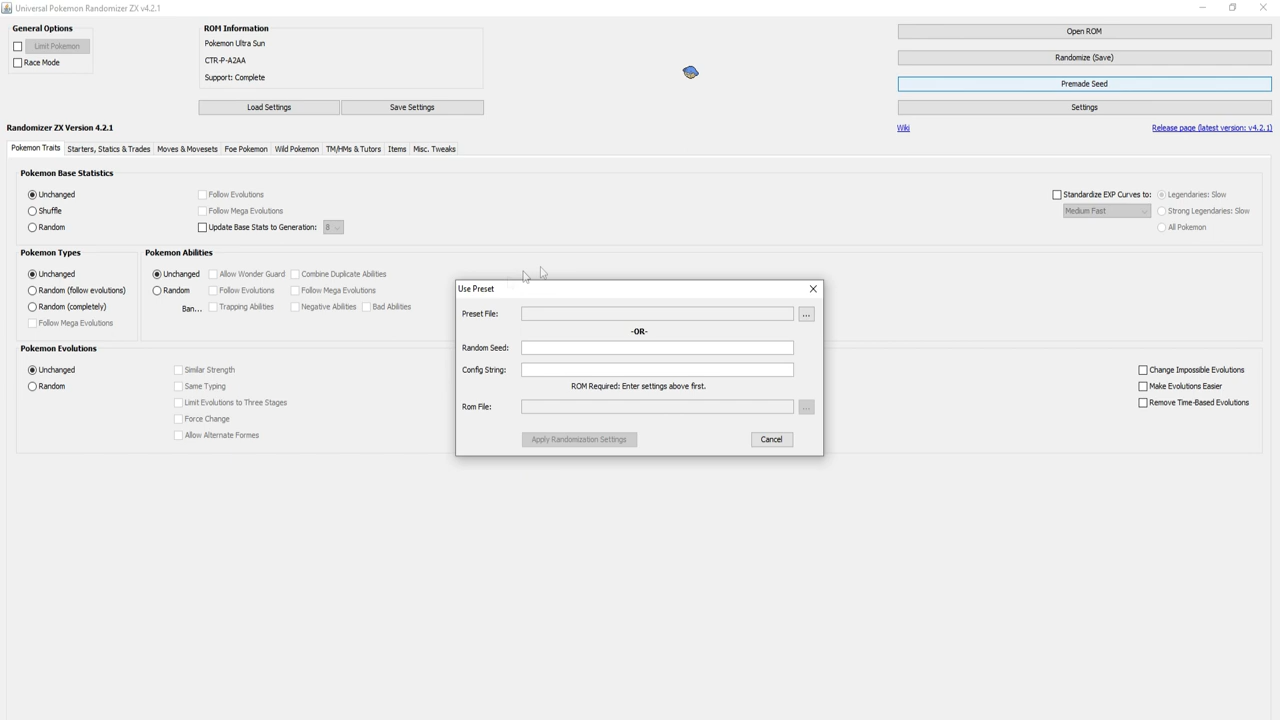 Universal Pokemon Randomizer ZX v4.2.1
General Options
Limit Pokemon
Race Mode
ROM Information
Pokemon Ultra Sun
CTR-P-A2AA
Support: Complete
Load Settings
Save Settings
Open ROM
Randomize (Save)
Premade Seed
Settings
Randomizer ZX Version 4.2.1
Wiki
Release page (latest version: v4.2.1)
Pokemon Traits
Starters, Statics & Trades
Moves & Movesets
Foe Pokemon
Wild Pokemon
TM/HMs & Tutors
Items
Misc. Tweaks
Pokemon Base Statistics
Unchanged
Shuffle
Random
Follow Evolutions
Follow Mega Evolutions
Update Base Stats to Generation:
8
Standardize EXP Curves to:
Medium Fast
Legendaries: Slow
Strong Legendaries: Slow
All Pokemon
Pokemon Types
Unchanged
Random (follow evolutions)
Random (completely)
Follow Mega Evolutions
Pokemon Abilities
Unchanged
Random
Allow Wonder Guard
Combine Duplicate Abilities
Follow Evolutions
Follow Mega Evolutions
Ban...
Trapping Abilities
Negative Abilities
Bad Abilities
Pokemon Evolutions
Unchanged
Random
Similar Strength
Same Typing
Limit Evolutions to Three Stages
Force Change
Allow Alternate Formes
Change Impossible Evolutions
Make Evolutions Easier
Remove Time-Based Evolutions
Use Preset
Preset File:
...
-OR-
Random Seed:
Config String:
ROM Required: Enter settings above first.
Rom File:
...
Apply Randomization Settings
Cancel